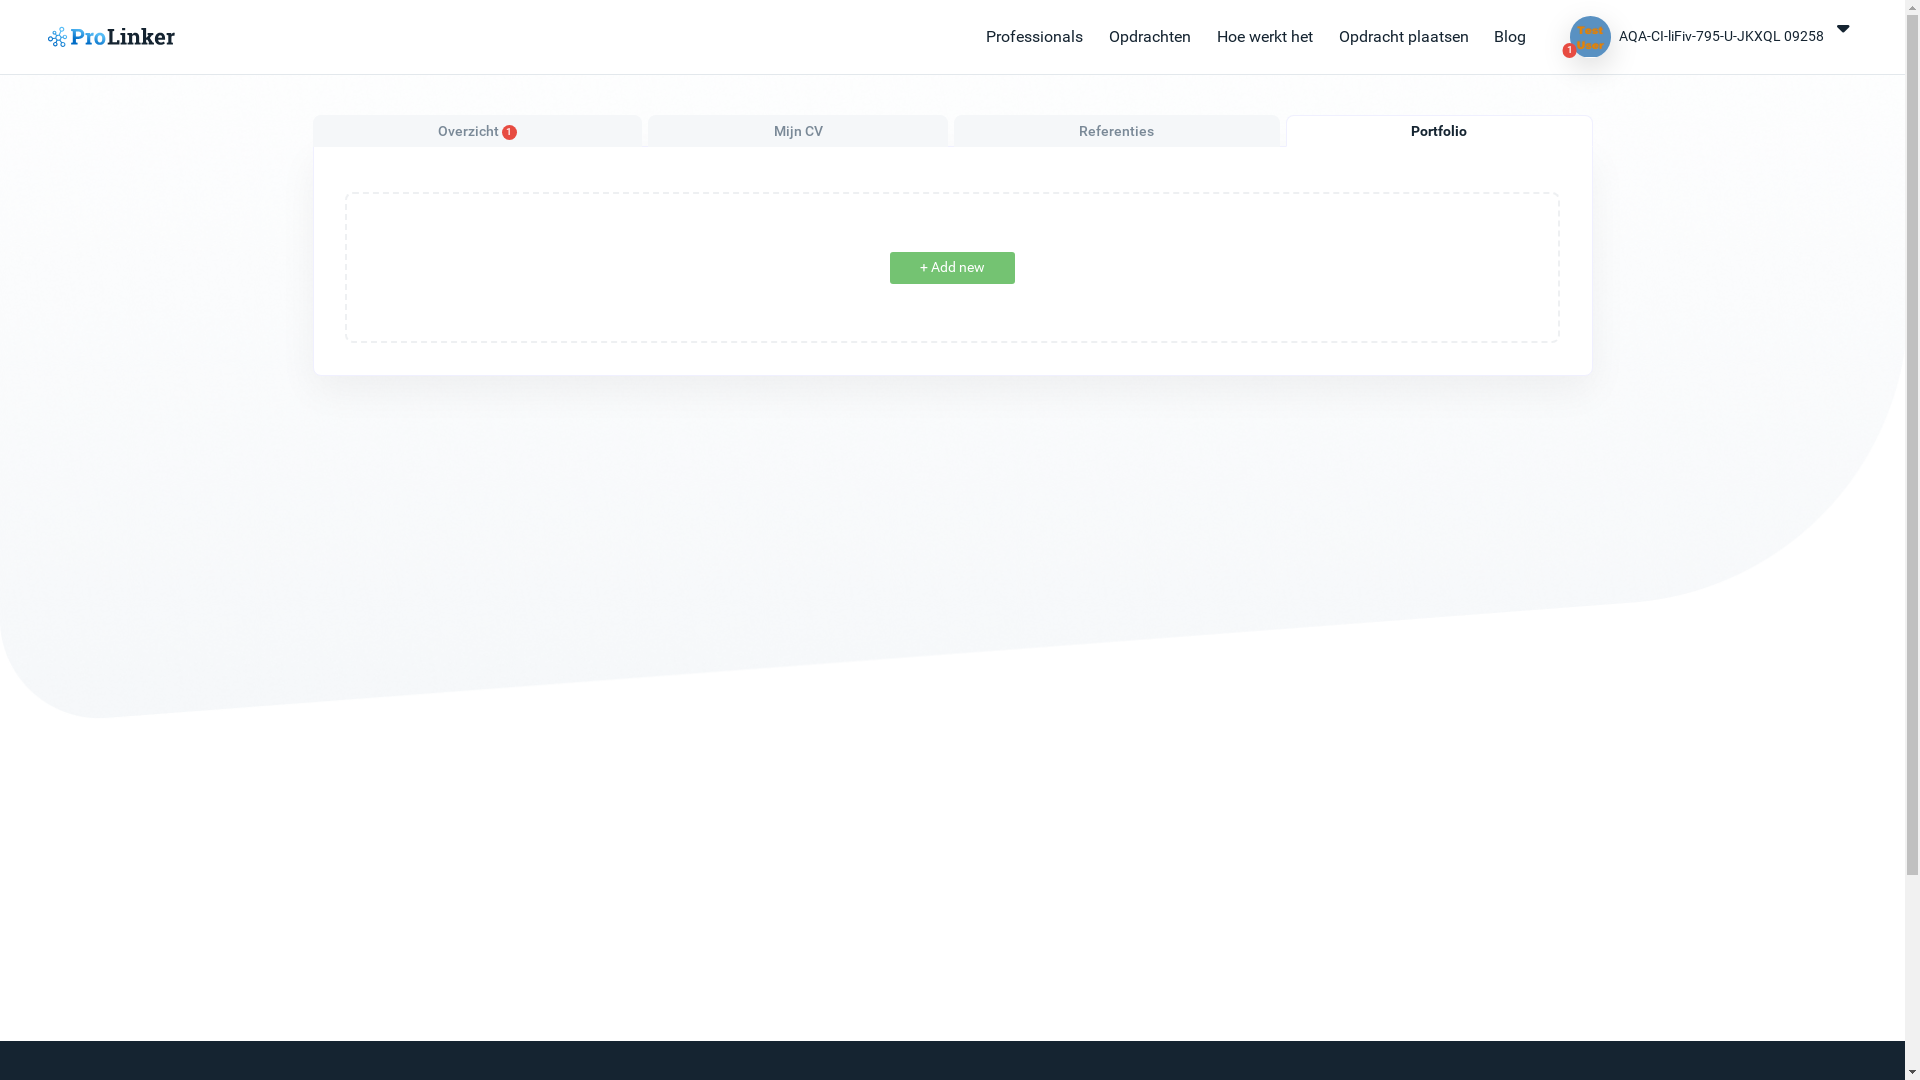 ProLinker
Professionals
Opdrachten
Hoe werkt het
Opdracht plaatsen
Blog
Test
User
1
AQA-CI-liFiv-795-U-JKXQL 09258
Overzicht 1
Mijn CV
Referenties
Portfolio
+ Add new